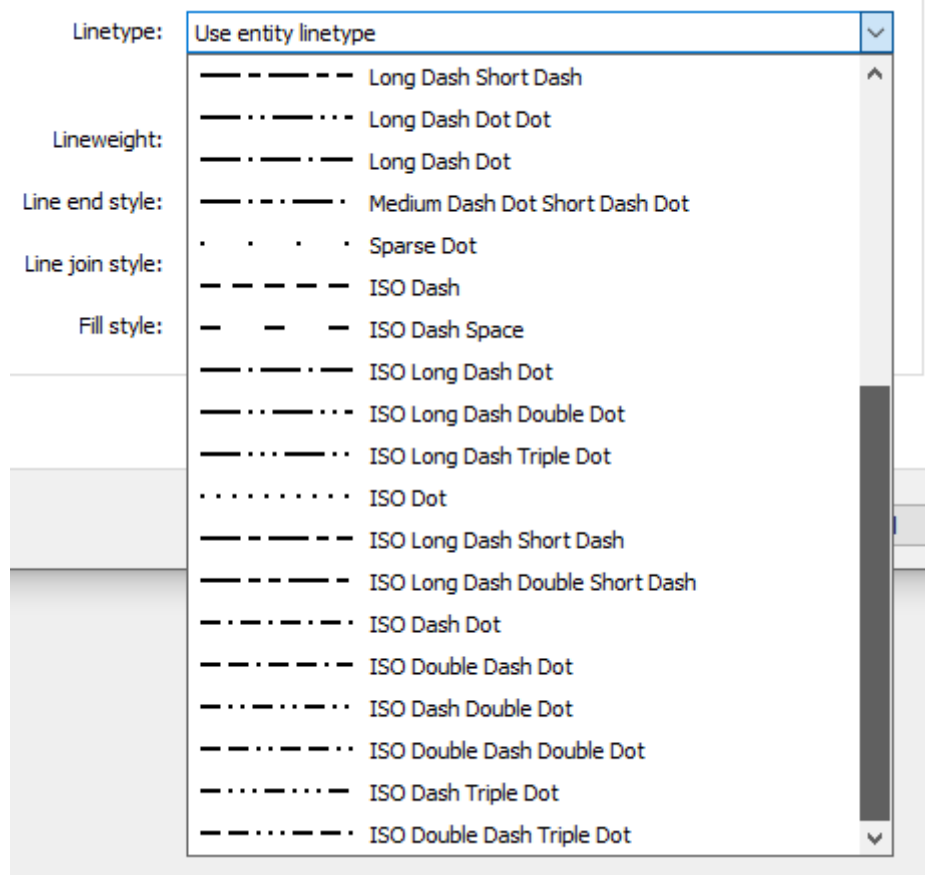 Linetype: Use entity linetype
Long Dash Short Dash
Long Dash Dot Dot
Lineweight:
Long Dash Dot
Line end style:
Medium Dash Dot Short Dash Dot
Sparse Dot
Line join style:
ISO Dash
Fill style:
ISO Dash Space
ISO Long Dash Dot
ISO Long Dash Double Dot
ISO Long Dash Triple Dot
ISO Dot
ISO Long Dash Short Dash
ISO Long Dash Double Short Dash
ISO Dash Dot
ISO Double Dash Dot
ISO Dash Double Dot
ISO Double Dash Double Dot
ISO Dash Triple Dot
ISO Double Dash Triple Dot